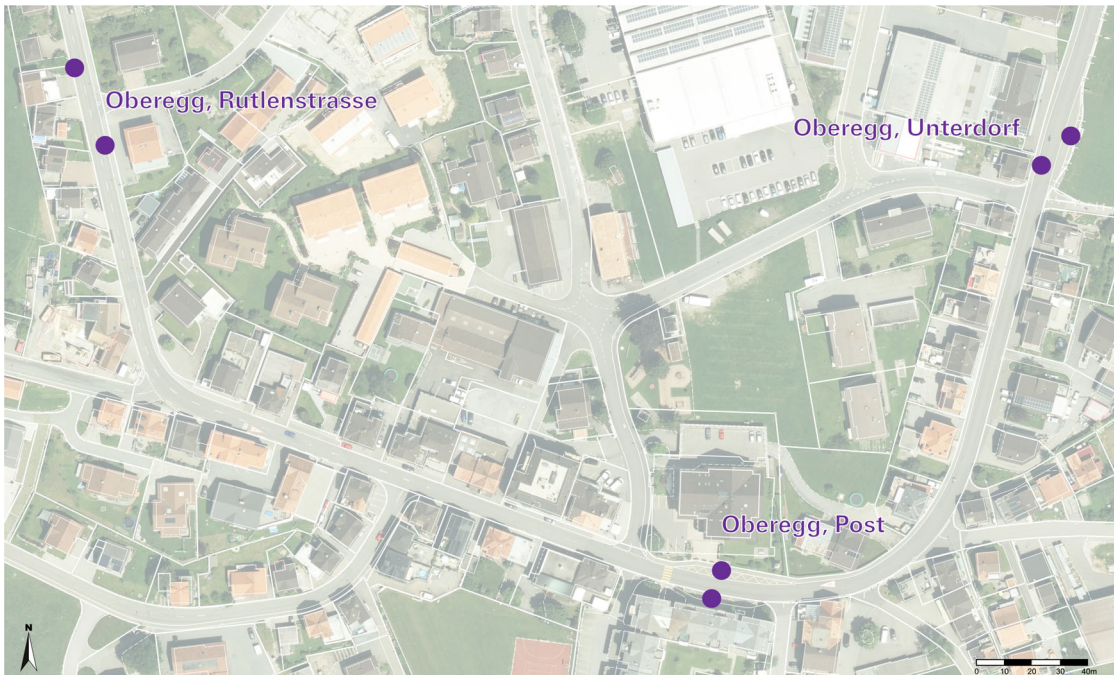 Oberegg, Rutlenstrasse
Oberegg, Unterdorf
Oberegg, Post
N
0 10 20 30 40m